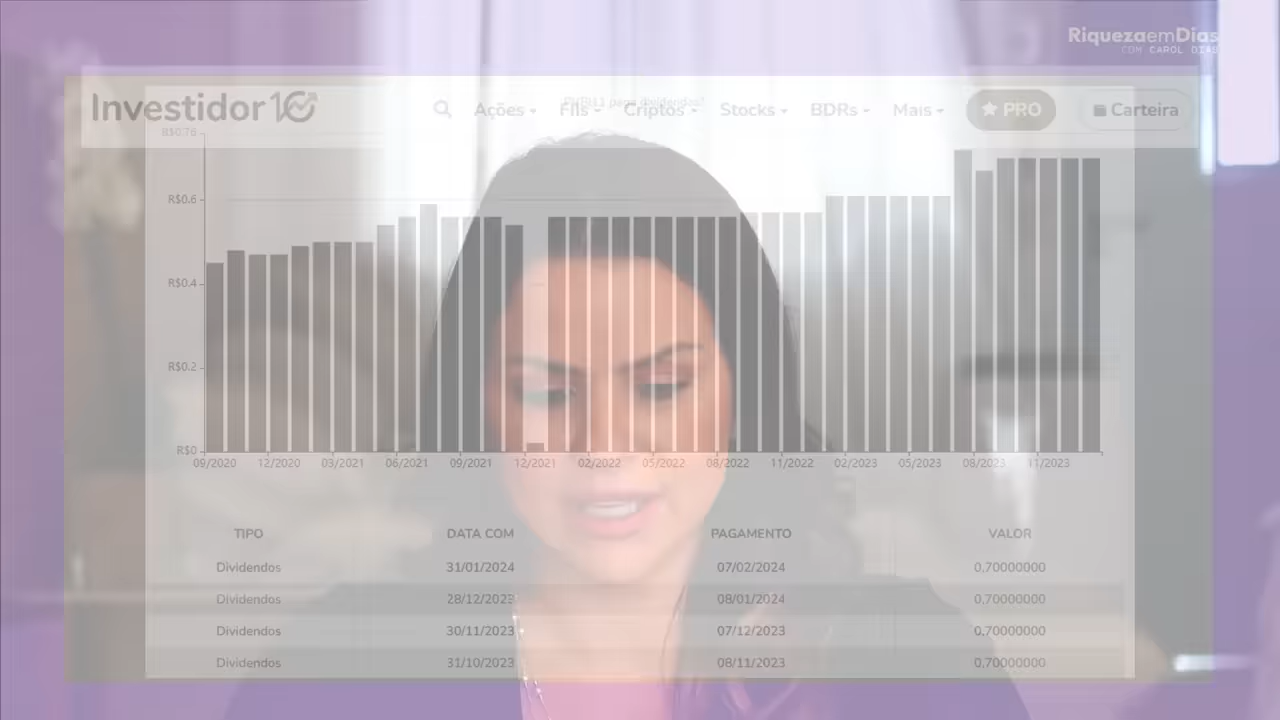 RiquezaemDias
COM CAROL DIAS
Investidor 10
Ações
FIIs
Criptos
Stocks
BDRs
Mais
PRO
Carteira
R$0.78
R$0.6
R$0.4
R$0.2
R$0
09/2020 12/2020 03/2021 06/2021 09/2021 12/2021 02/2022 05/2022 08/2022 11/2022 02/2023 05/2023 08/2023 11/2023
TIPO DATA COM PAGAMENTO VALOR
Dividendos 31/01/2024 07/02/2024 0,70000000
Dividendos 28/12/2023 08/01/2024 0,70000000
Dividendos 30/11/2023 07/12/2023 0,70000000
Dividendos 31/10/2023 08/11/2023 0,70000000